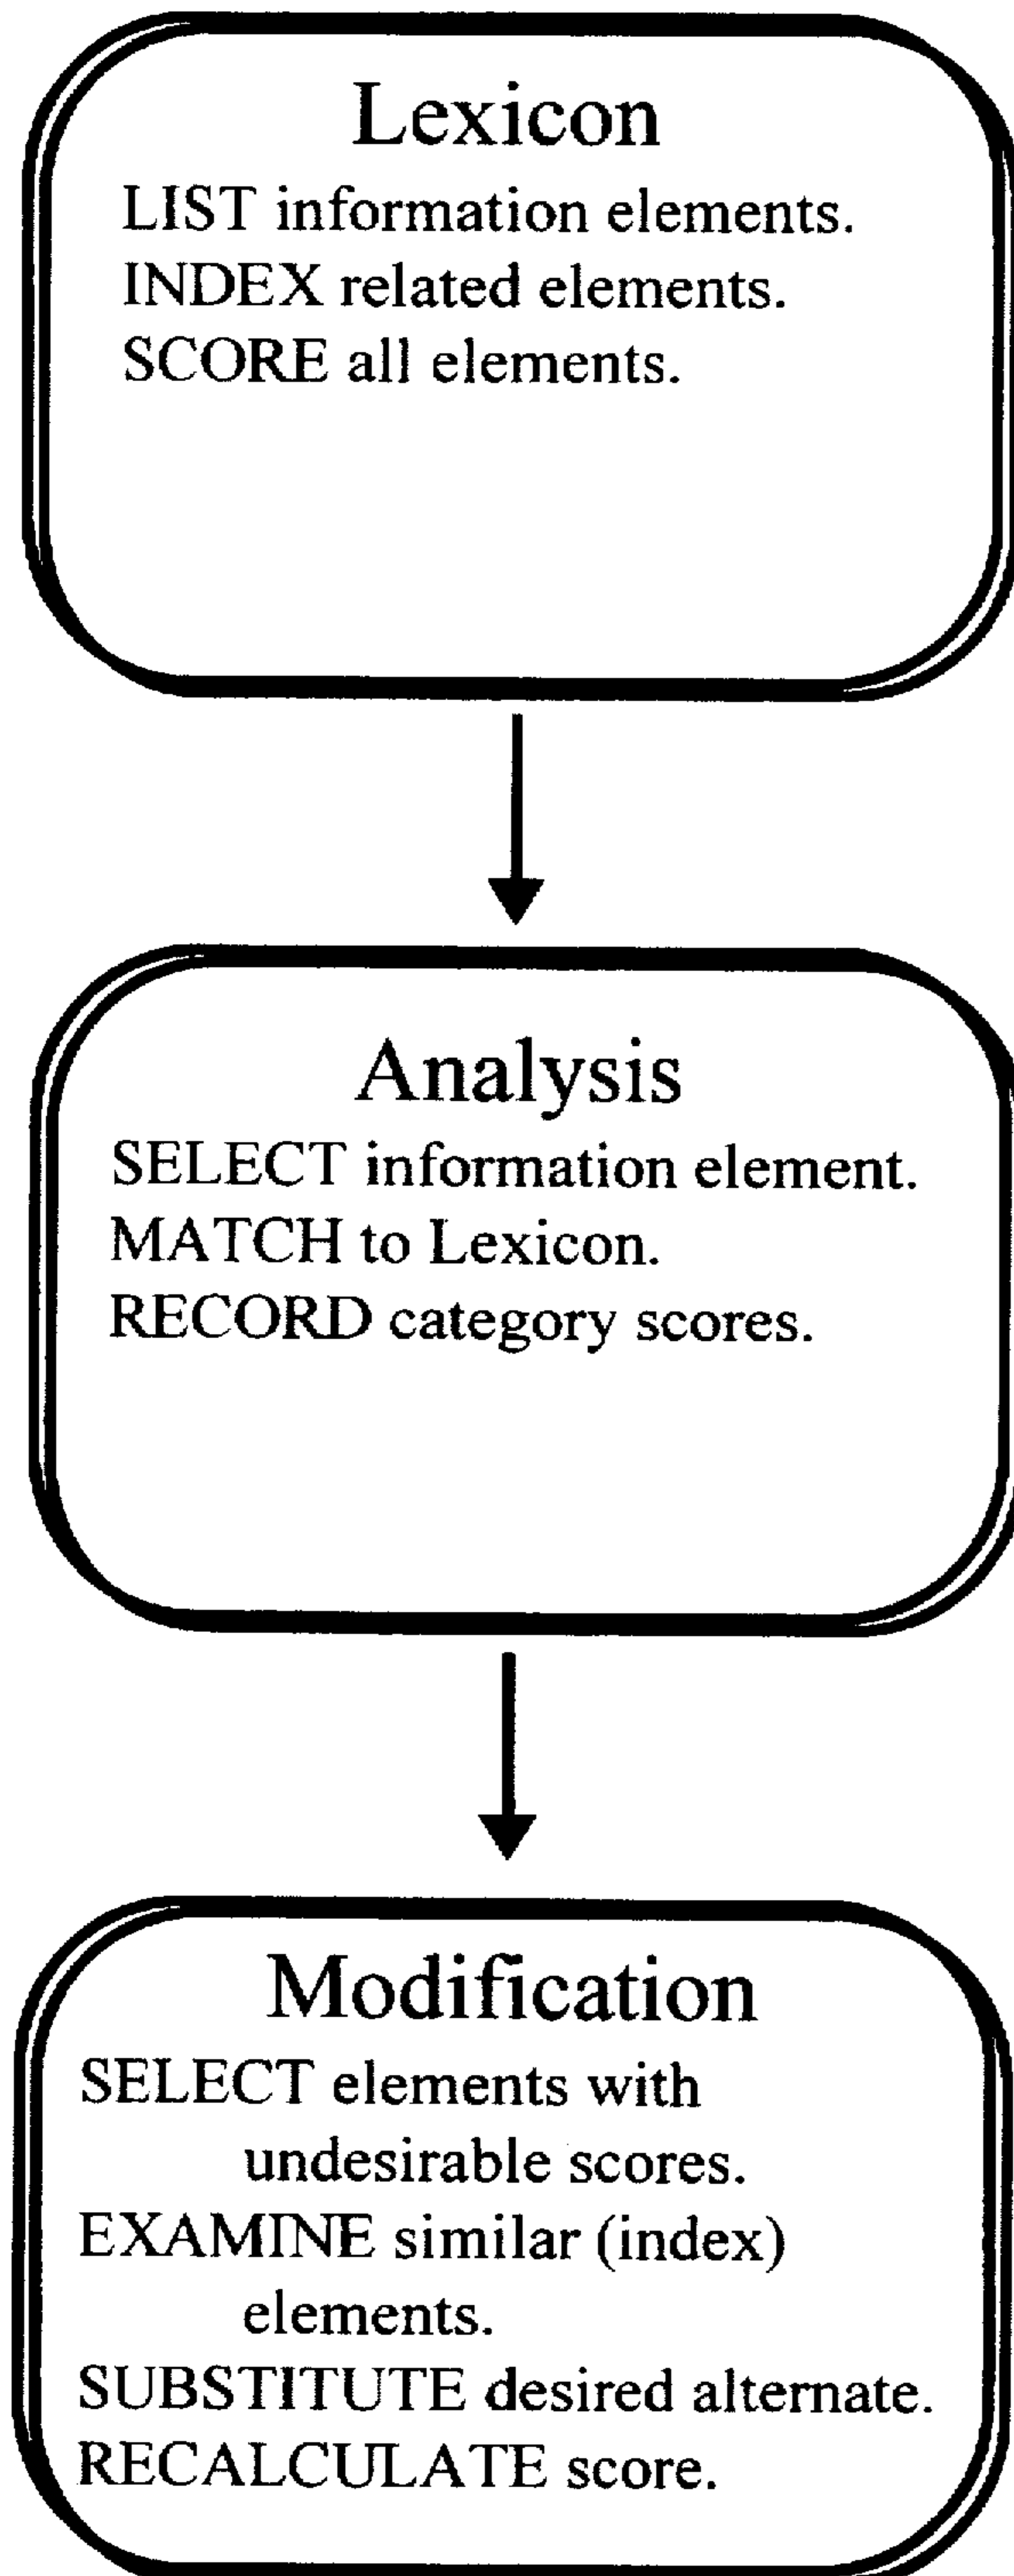 Lexicon
LIST information elements.
INDEX related elements.
SCORE all elements.
Analysis
SELECT information element.
MATCH to Lexicon.
RECORD category scores.
Modification
SELECT elements with
undesirable scores.
EXAMINE similar (index)
elements.
SUBSTITUTE desired alternate.
RECALCULATE score.